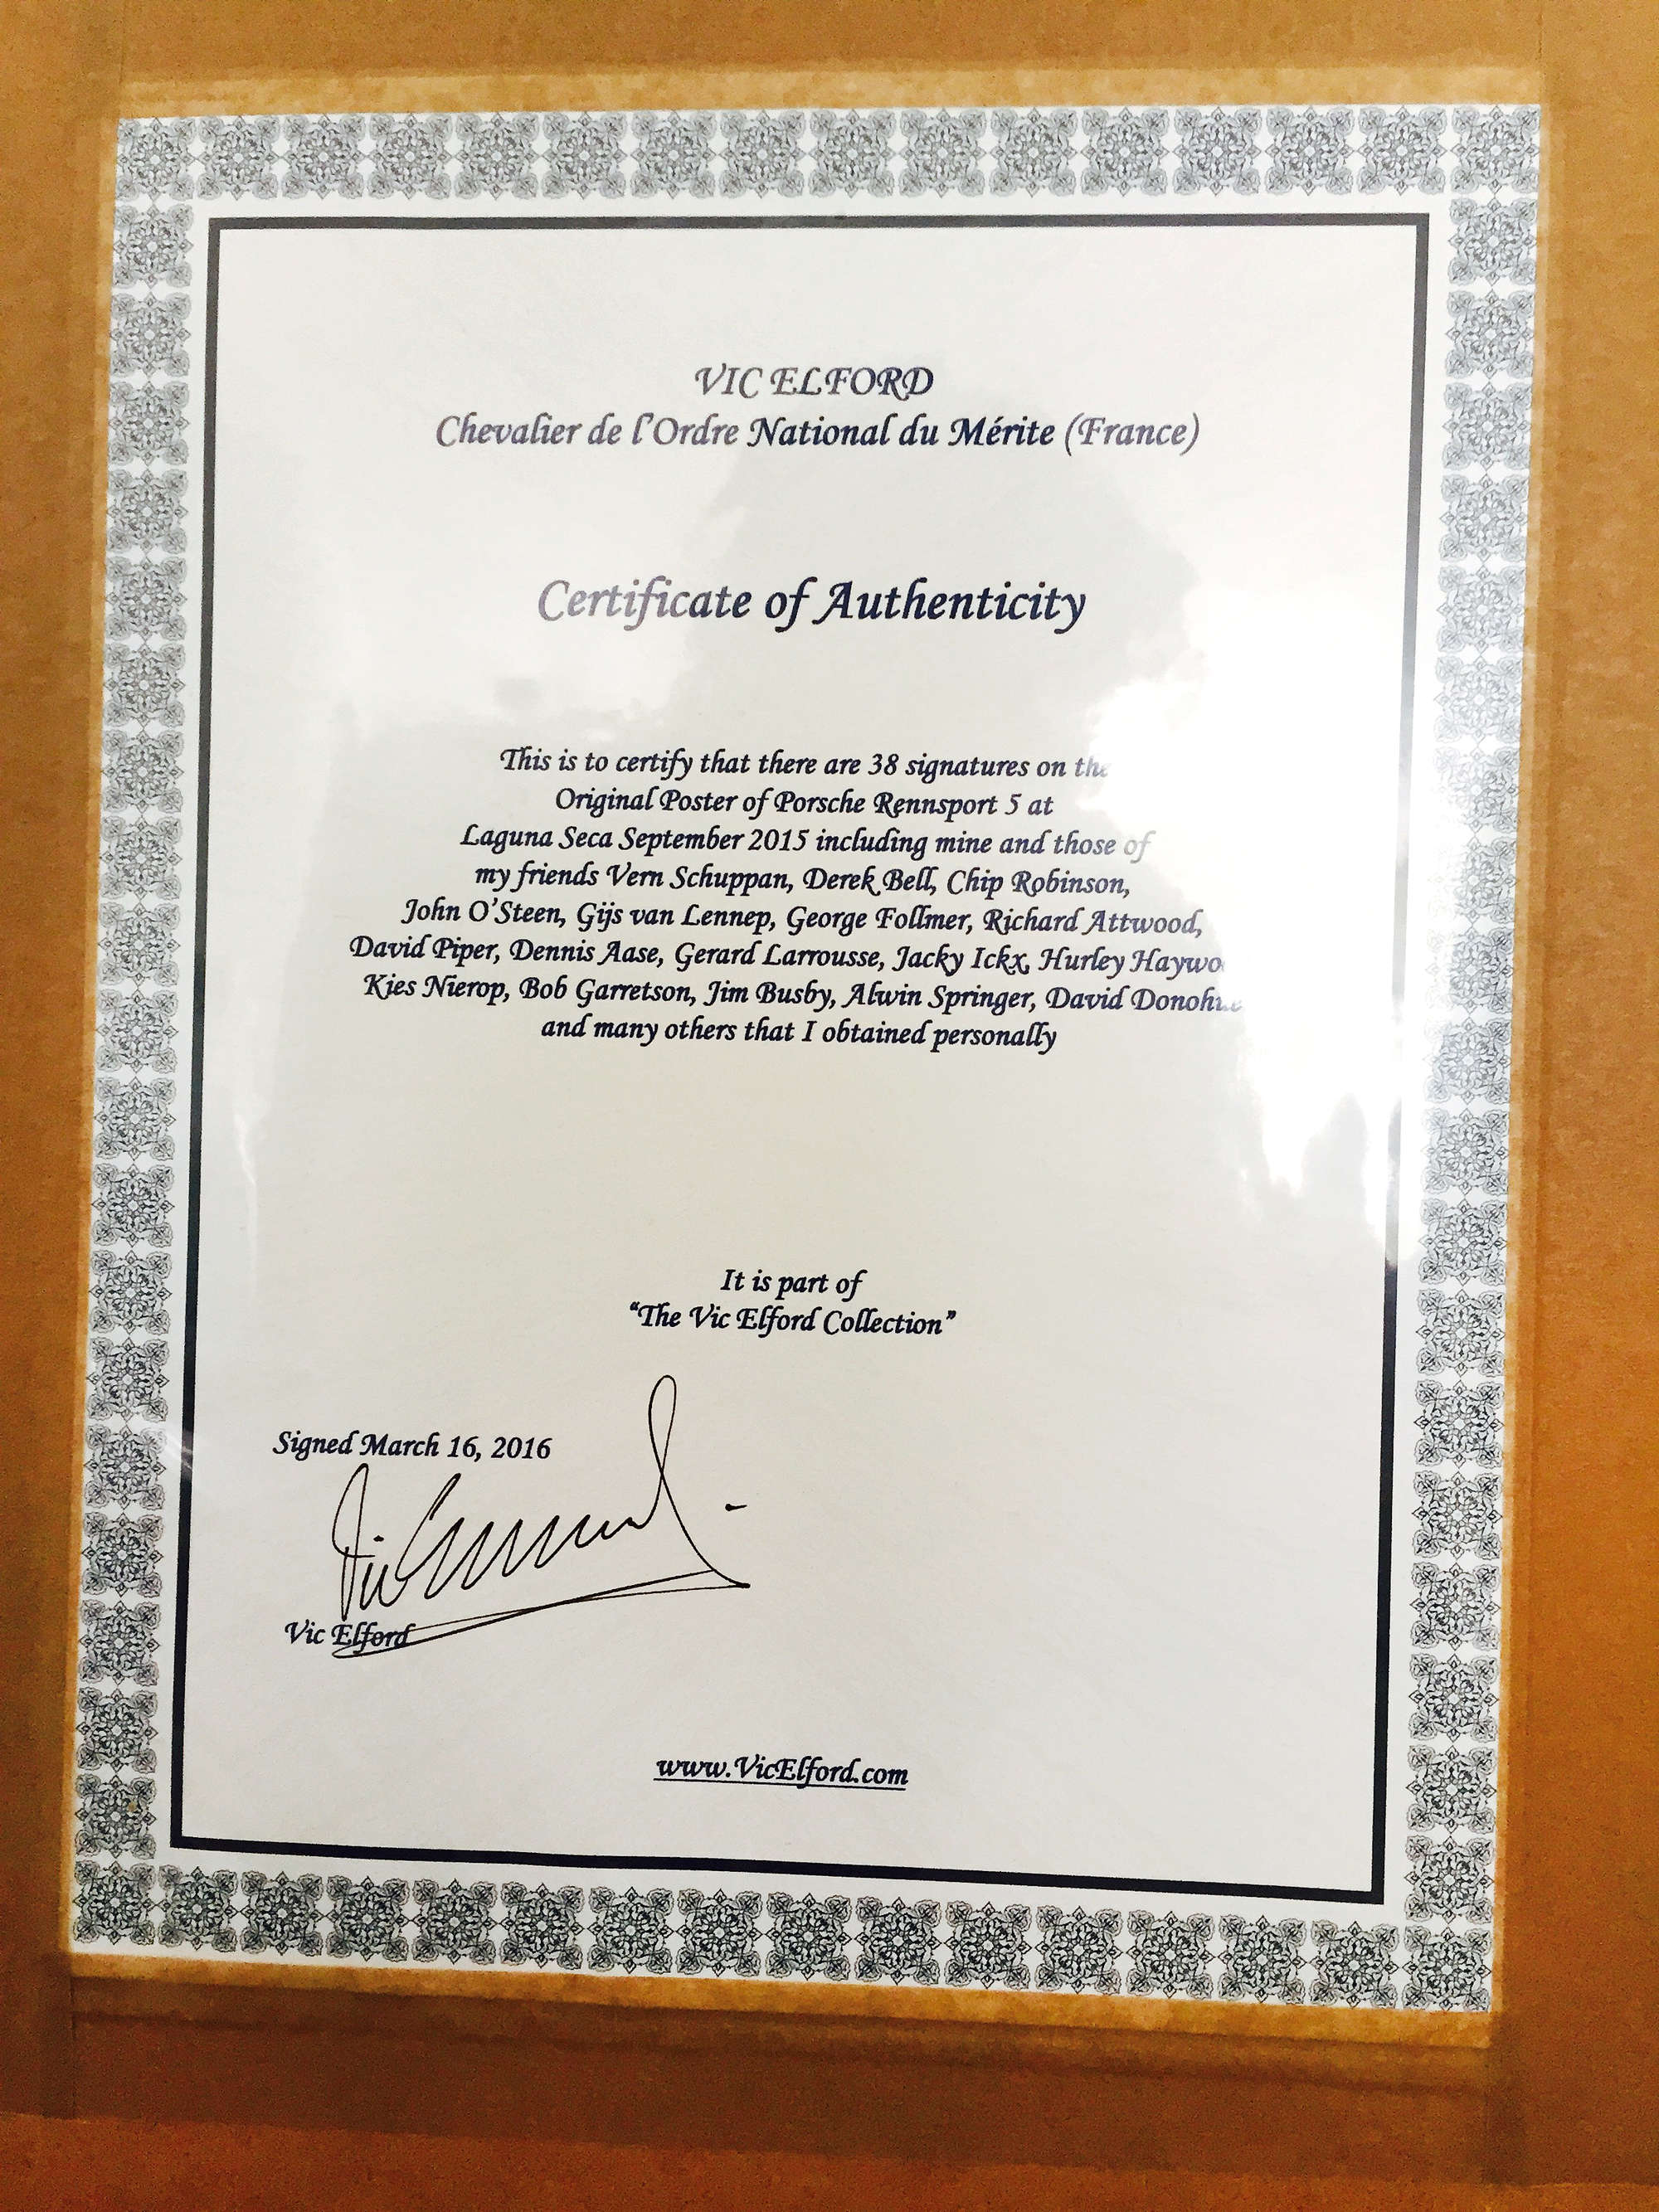 VIC ELFORD
Chevalier de l'Ordre National du Mérite (France)
Certificate of Authenticity
This is to certify that there are 38 signatures on the
Original Poster of Porsche Rennsport 5 at
Laguna Seca September 2015 including mine and those of
my friends Vern Schuppan, Derek Bell, Chip Robinson,
John O'Steen, Gijs van Lennep, George Follmer, Richard Attwood,
David Piper, Dennis Aase, Gerard Larrousse, Jacky Ickx, Hurley
Kies Nierop, Bob Garretson, Jim Busby, Alwin Springer, David
and many others that I obtained personally
It is part of
“The Vic Elford Collection”
Signed March 16, 2016
Vic Elford
www.VicElford.com